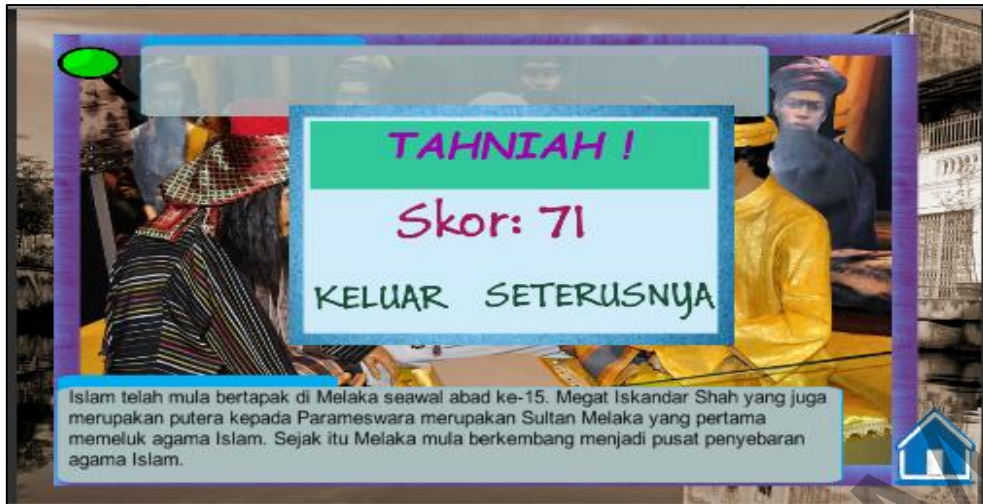 TAHNIAH !
Skor: 71
KELUAR SETERUSNYA
Islam telah mula bertapak di Melaka seawal abad ke-15. Megat Iskandar Shah yang juga
merupakan putera kepada Parameswara merupakan Sultan Melaka yang pertama
memeluk agama Islam. Sejak itu Melaka mula berkembang menjadi pusat penyebaran
agama Islam.